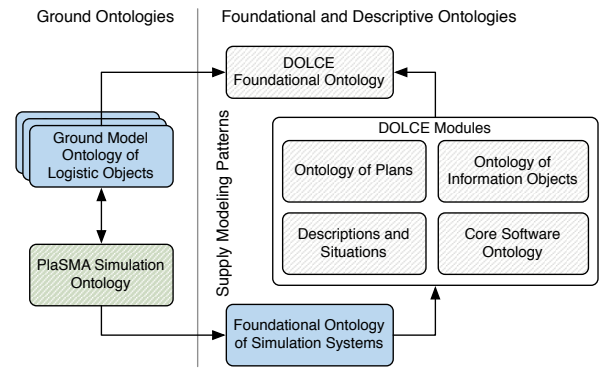 Ground Ontologies
Foundational and Descriptive Ontologies
DOLCE
Foundational Ontology
Ground Model
Ontology of
Logistic Objects
Supply Modeling Patterns
DOLCE Modules
Ontology of Plans
Ontology of
Information Objects
Descriptions and
Situations
Core Software
Ontology
PlaSMA Simulation
Ontology
Foundational Ontology
of Simulation Systems